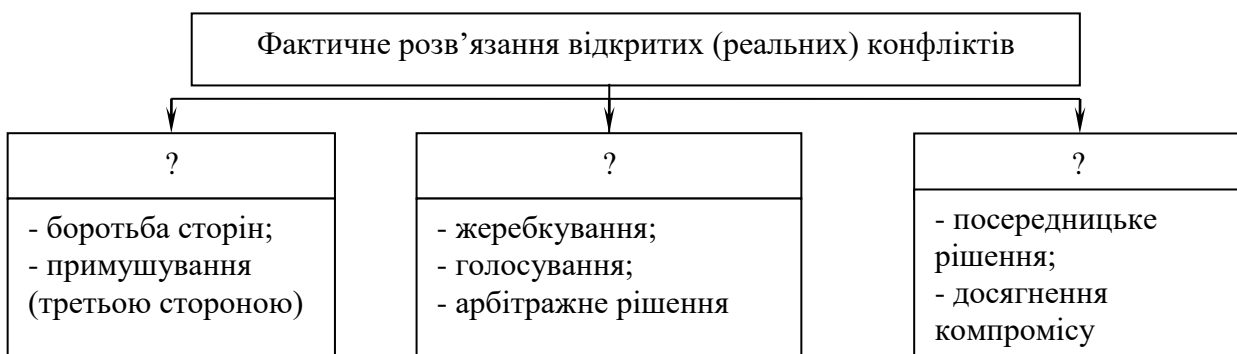 Фактичне розв’язання відкритих (реальних) конфліктів
?
- боротьба сторін;
- примушування
(третьою стороною)
?
- жеребкування;
- голосування;
- арбітражне рішення
?
- посередницьке
рішення;
- досягнення
компромісу